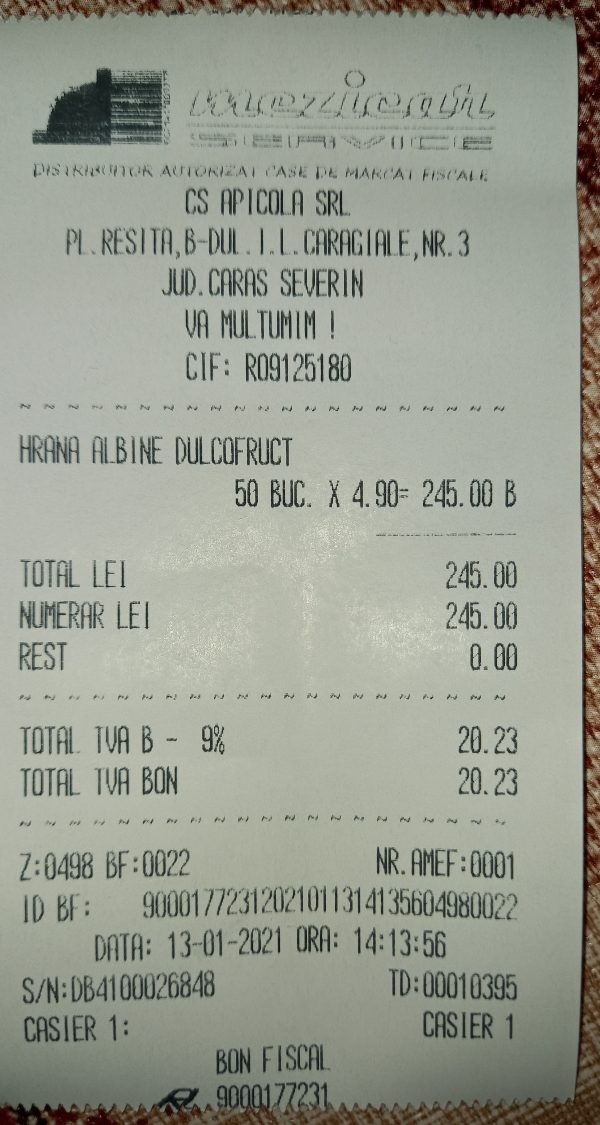 mezicom
SERVICE
DISTRIBUITOR AUTORIZAT CASE DE MARCAT FISCALE
CS APICOLA SRL
PL.RESITA,B-DUL.I.L.CARAGIALE,NR.3
JUD.CARAS SEVERIN
VA MULTUMIM !
CIF: RO9125180
HRANA ALBINE DULCOFRUCT
50 BUC. X 4.90= 245.00 B
TOTAL LEI 245.00
NUMERAR LEI 245.00
REST 0.00
TOTAL TVA B - 9% 20.23
TOTAL TVA BON 20.23
Z:0498 BF:0022 NR.AMEF:0001
ID BF: 90001772312021011314135604980022
DATA: 13-01-2021 ORA: 14:13:56
S/N:DB4100026848 TD:00010395
CASIER 1: CASIER 1
BON FISCAL
9000177231